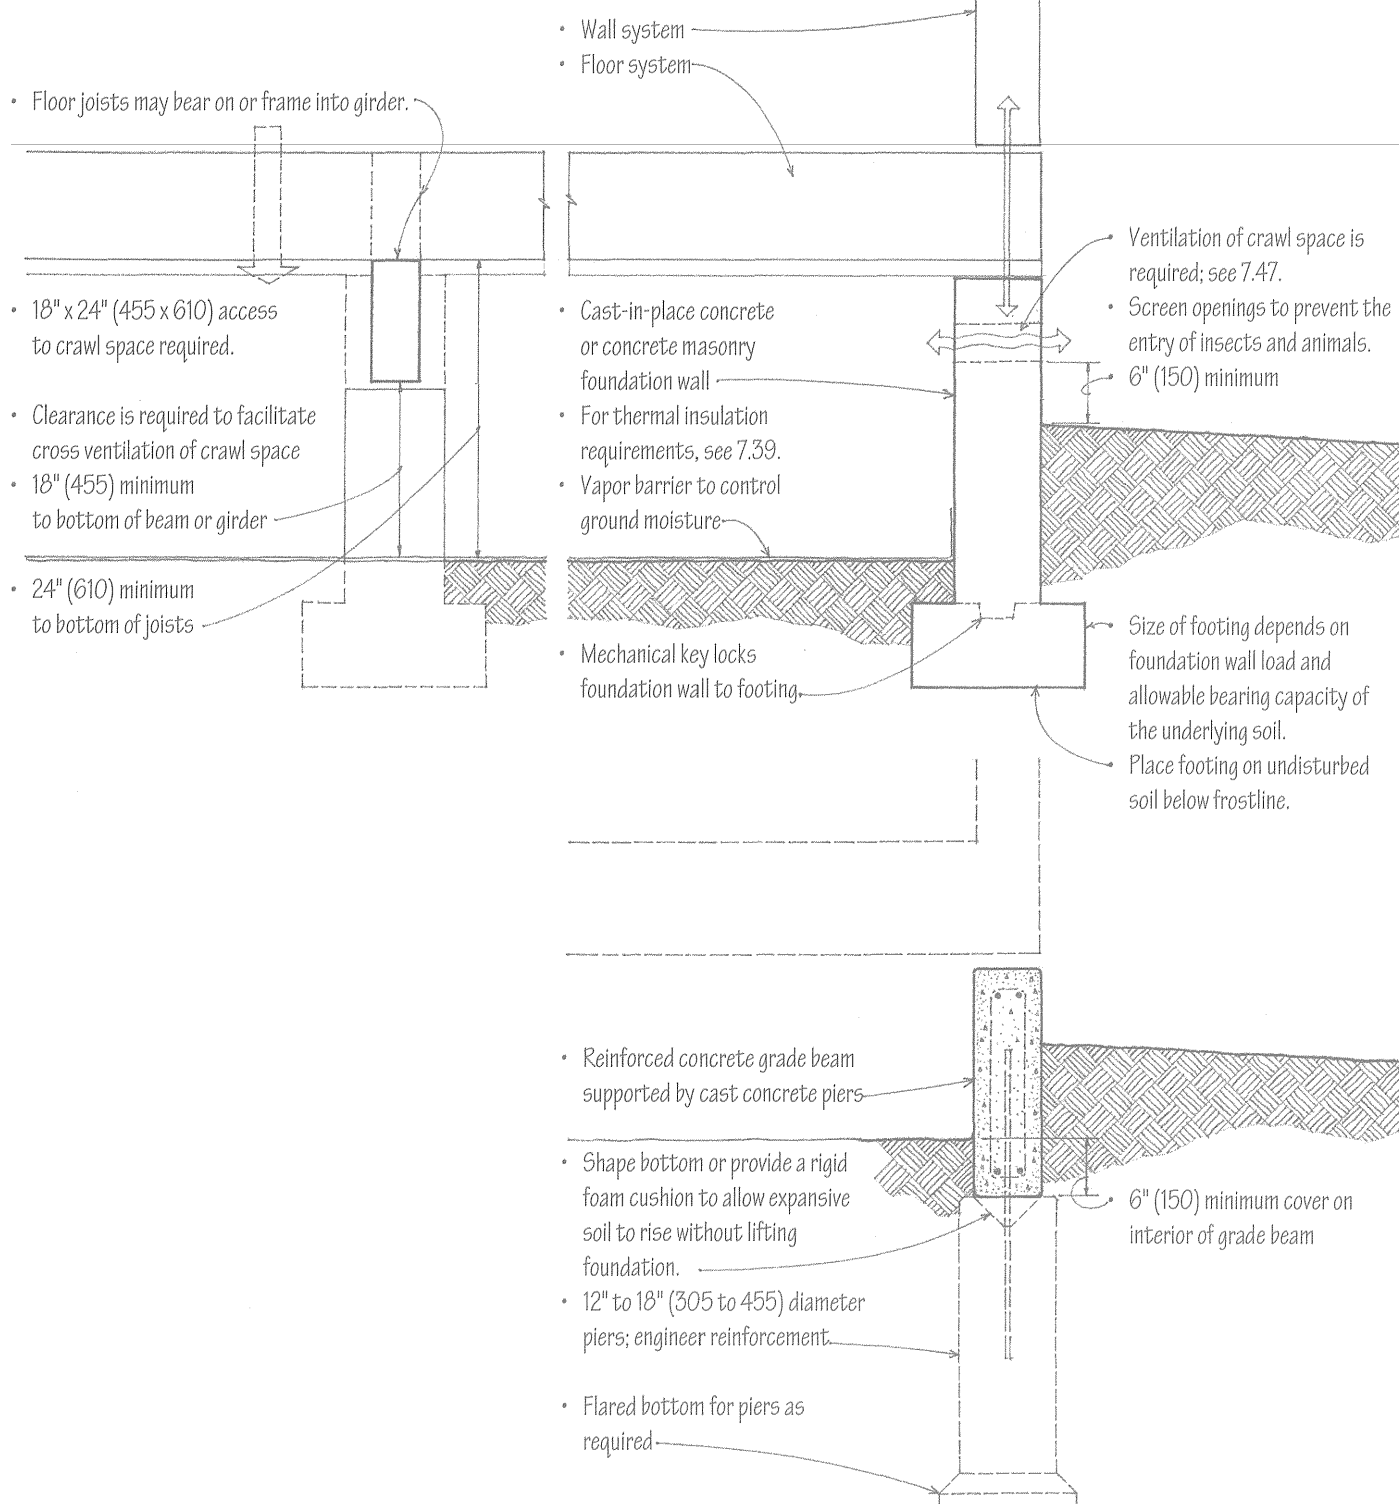 • Wall system
• Floor system
• Floor joists may bear on or frame into girder.
• 18" x 24" (455 x 610) access
to crawl space required.
• Clearance is required to facilitate
cross ventilation of crawl space
• 18" (455) minimum
to bottom of beam or girder
• 24" (610) minimum
to bottom of joists
• Cast-in-place concrete
or concrete masonry
foundation wall
• For thermal insulation
requirements, see 7.39.
• Vapor barrier to control
ground moisture
• Mechanical key locks
foundation wall to footing.
• Ventilation of crawl space is
required; see 7.47.
• Screen openings to prevent the
entry of insects and animals.
• 6" (150) minimum
• Size of footing depends on
foundation wall load and
allowable bearing capacity of
the underlying soil.
• Place footing on undisturbed
soil below frostline.
• Reinforced concrete grade beam
supported by cast concrete piers
• Shape bottom or provide a rigid
foam cushion to allow expansive
soil to rise without lifting
foundation.
• 12" to 18" (305 to 455) diameter
piers; engineer reinforcement.
• Flared bottom for piers as
required
• 6" (150) minimum cover on
interior of grade beam